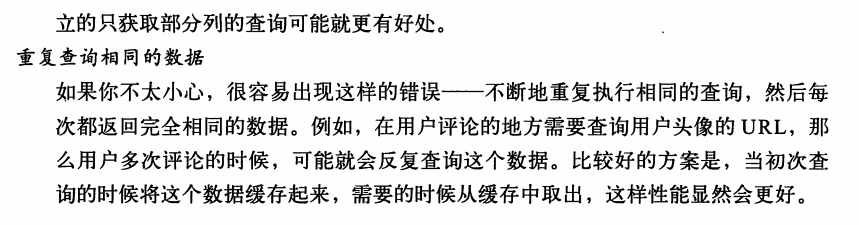 立的只获取部分列的查询可能就更有好处。
重复查询相同的数据
如果你不太小心，很容易出现这样的错误——不断地重复执行相同的查询，然后每
次都返回完全相同的数据。例如，在用户评论的地方需要查询用户头像的 URL，那
么用户多次评论的时候，可能就会反复查询这个数据。比较好的方案是，当初次查
询的时候将这个数据缓存起来，需要的时候从缓存中取出，这样性能显然会更好。